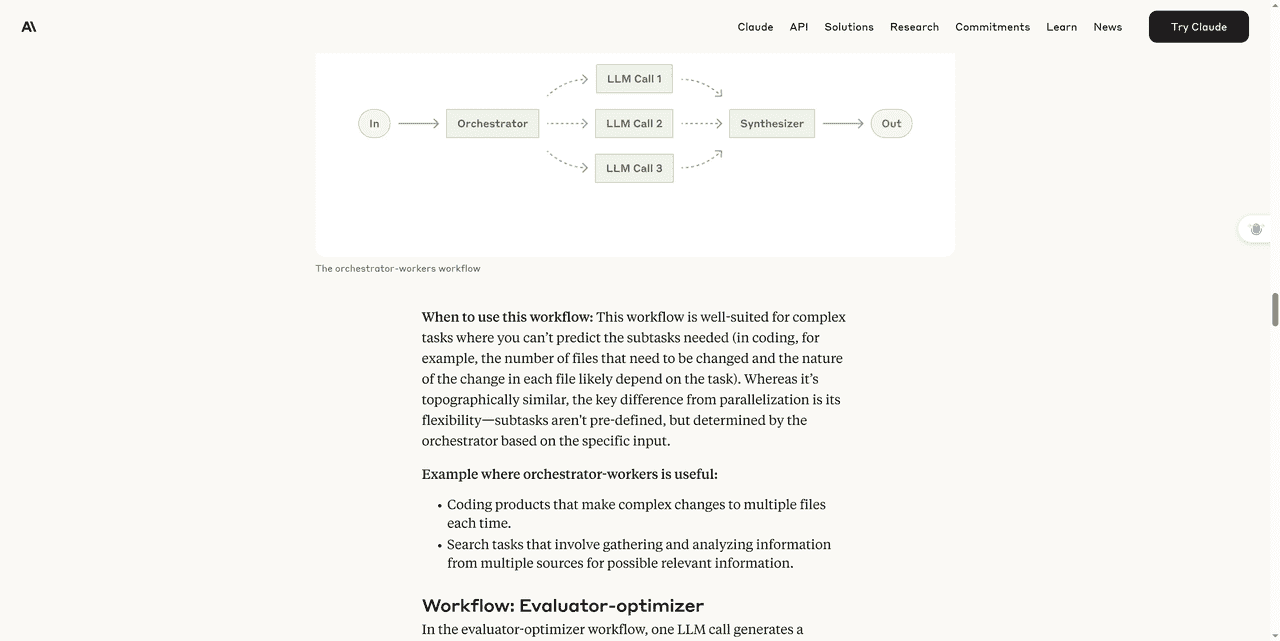 Claude API Solutions Research Commitments Learn News Try Claude
LLM Call 1
In Orchestrator LLM Call 2 Synthesizer Out
LLM Call 3
The orchestrator-workers workflow
When to use this workflow: This workflow is well-suited for complex
tasks where you can’t predict the subtasks needed (in coding, for
example, the number of files that need to be changed and the nature
of the change in each file likely depend on the task). Whereas it’s
topographically similar, the key difference from parallelization is its
flexibility—subtasks aren’t pre-defined, but determined by the
orchestrator based on the specific input.
Example where orchestrator-workers is useful:
• Coding products that make complex changes to multiple files
each time.
• Search tasks that involve gathering and analyzing information
from multiple sources for possible relevant information.
Workflow: Evaluator-optimizer
In the evaluator-optimizer workflow, one LLM call generates a